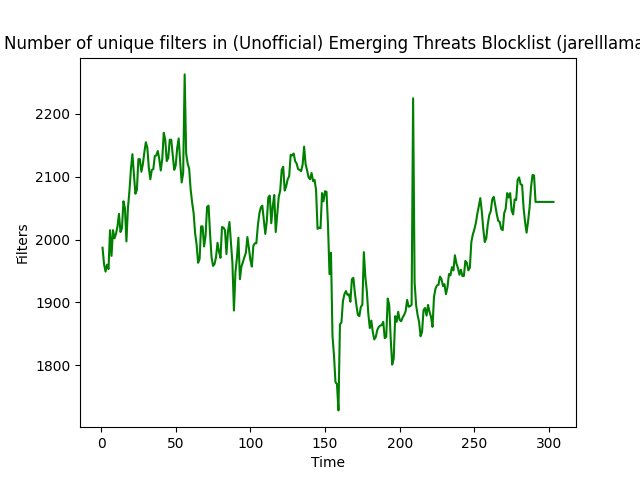 Number of unique filters in (Unofficial) Emerging Threats Blocklist (jarelllama
2200
2100
2000
1900
1800
Filters
0 50 100 150 200 250 300
Time